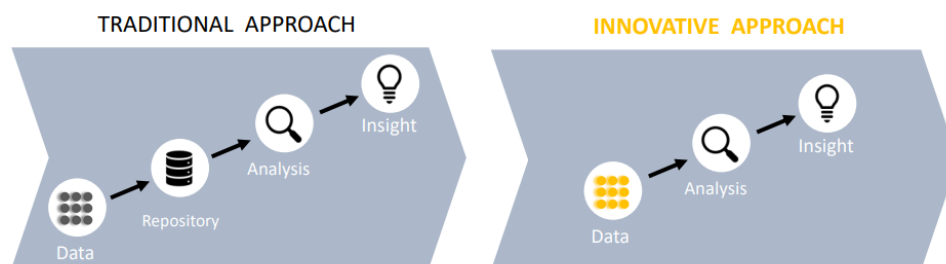 TRADITIONAL APPROACH
Data
Repository
Analysis
Insight
INNOVATIVE APPROACH
Data
Analysis
Insight